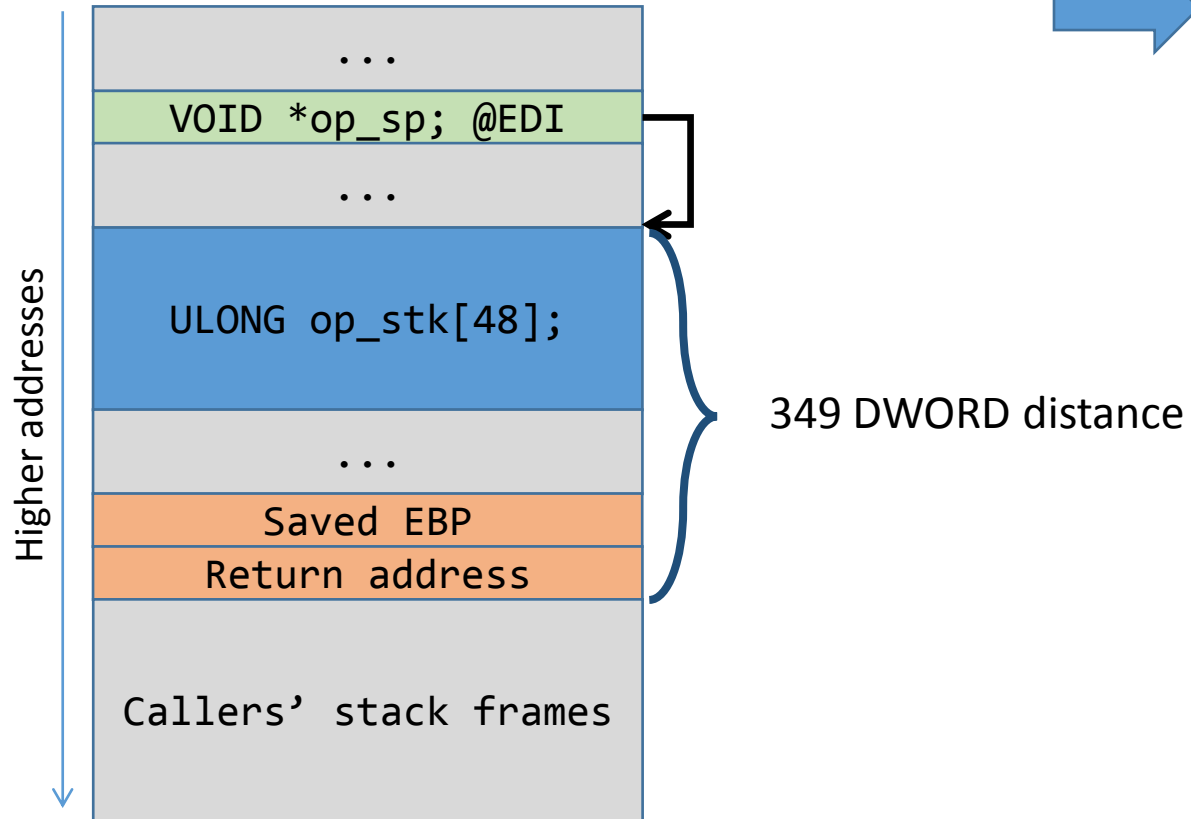 ...
VOID *op_sp; @EDI
...
ULONG op_stk[48];
...
Saved EBP
Return address
Callers’ stack frames
Higher addresses
349 DWORD distance